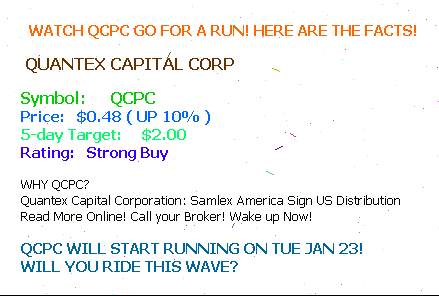 WATCH QCPC GO FOR A RUN! HERE ARE THE FACTS!
QUANTEX CAPITÁL CORP
Symbol: QCPC
Price: $0.48 ( UP 10% )
5-day Target: $2.00
Rating: Strong Buy
WHY QCPC?
Quantex Capital Corporation: Samlex America Sign US Distribution
Read More Online! Call your Broker! Wake up Now!
QCPC WILL START RUNNING ON TUE JAN 23!
WILL YOU RIDE THIS WAVE?